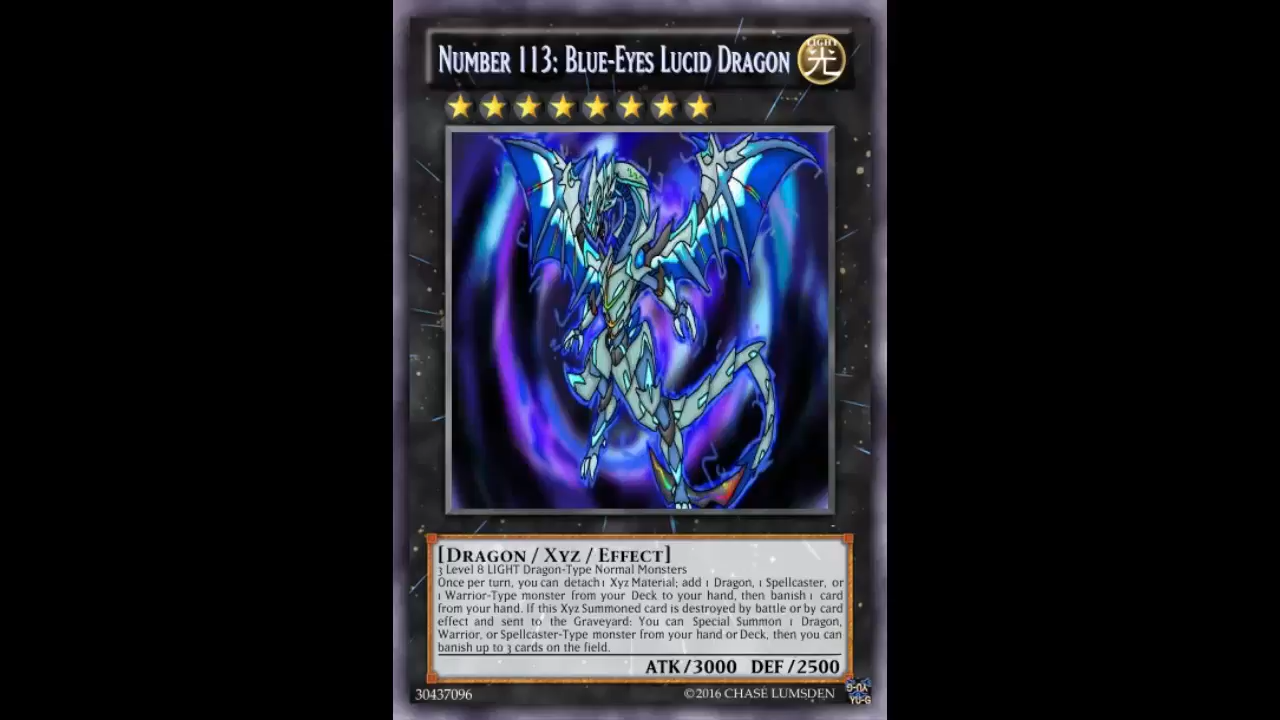 Number 113: Blue-Eyes Lucid Dragon
LIGHT
光
[Dragon / Xyz / Effect]
3 Level 8 LIGHT Dragon-Type Normal Monsters
Once per turn, you can detach 1 Xyz Material; add 1 Dragon, 1 Spellcaster, or
1 Warrior-Type monster from your Deck to your hand, then banish 1 card
from your hand. If this Xyz Summoned card is destroyed by battle or by card
effect and sent to the Graveyard: You can Special Summon 1 Dragon,
Warrior, or Spellcaster-Type monster from your hand or Deck, then you can
banish up to 3 cards on the field.
ATK/3000 DEF/2500
30437096
©2016 CHASE LUMSDEN